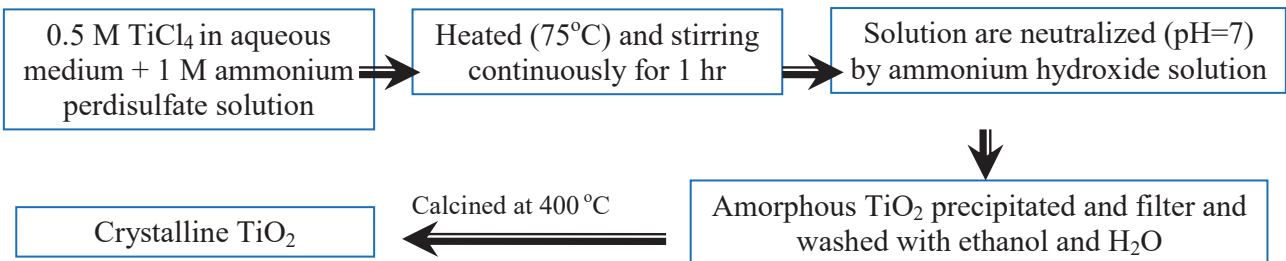 0.5 M TiCl4 in aqueous
medium + 1 M ammonium
perdisulfate solution
Heated (75°C) and stirring
continuously for 1 hr
Solution are neutralized (pH=7)
by ammonium hydroxide solution
Amorphous TiO2 precipitated and filter and
washed with ethanol and H2O
Calcined at 400 °C
Crystalline TiO2